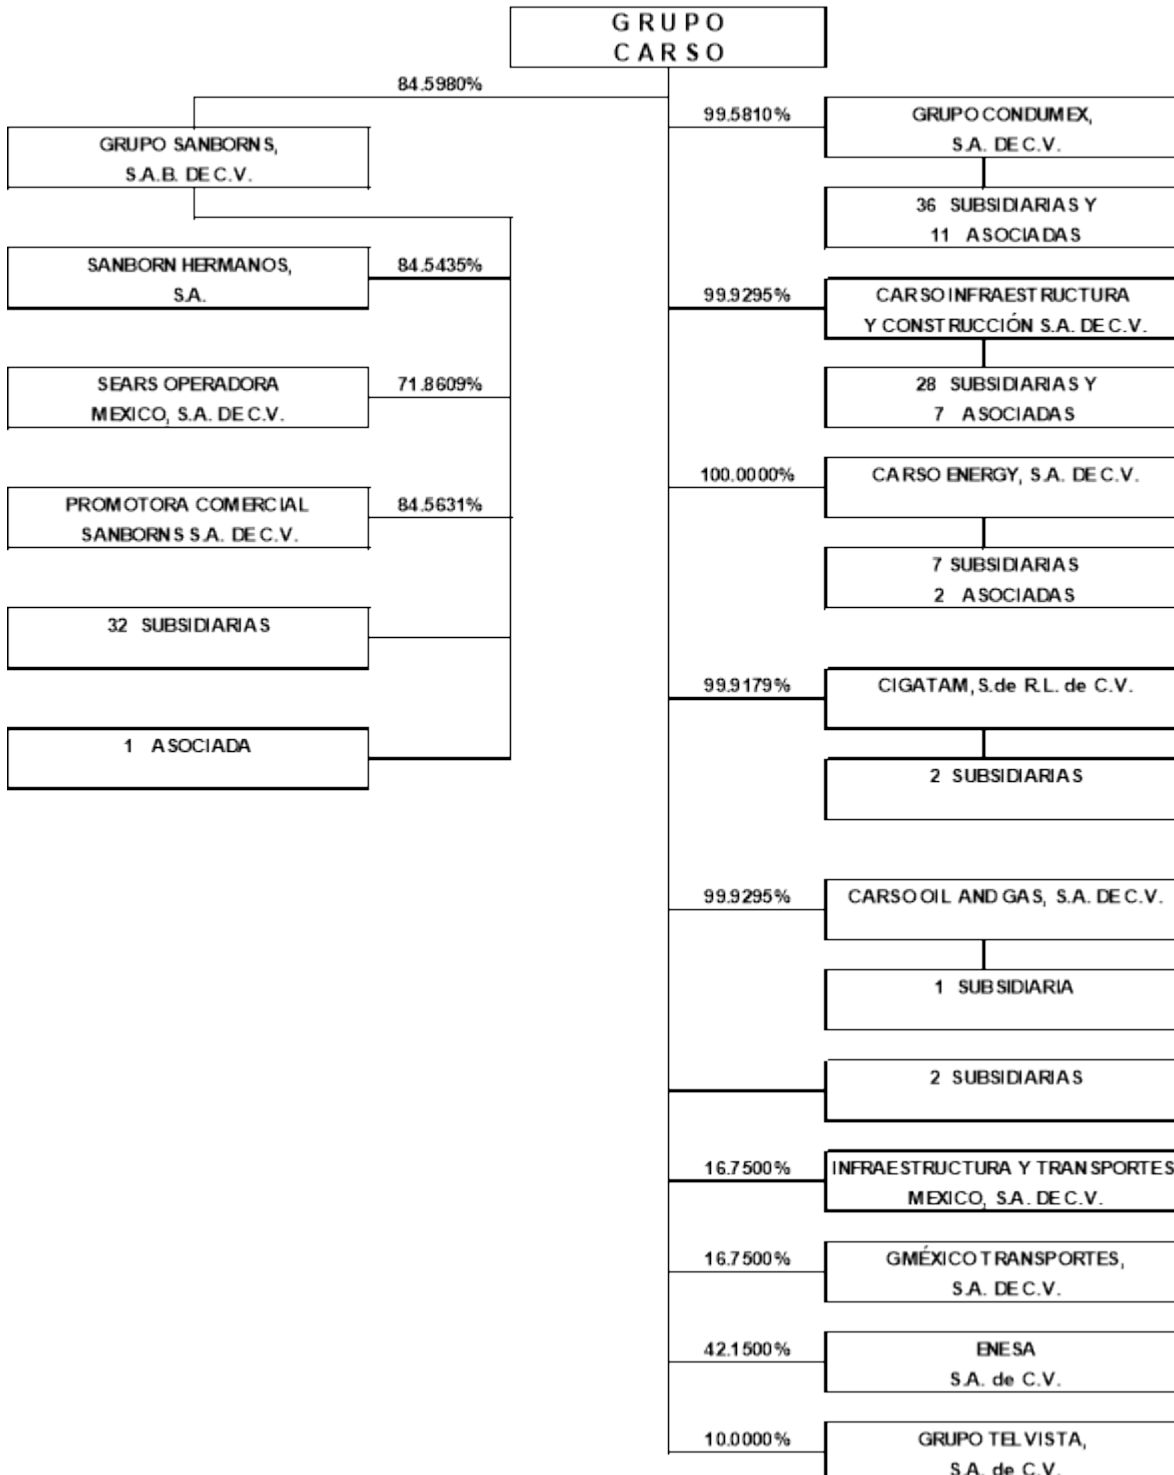 GRUPO
CARSO
84.5980%
GRUPO SANBORNS,
S.A.B. DE C.V.
SANBORN HERMANOS,
S.A.
84.5435%
SEARS OPERADORA
MEXICO, S.A. DE C.V.
71.8609%
PROMOTORA COMERCIAL
SANBORNS S.A. DE C.V.
84.5631%
32 SUBSIDIARIAS
1 ASOCIADA
99.5810%
GRUPO CONDUMEX,
S.A. DE C.V.
36 SUBSIDIARIAS Y
11 ASOCIADAS
99.9295%
CARSO INFRAESTRUCTURA
Y CONSTRUCCIÓN S.A. DE C.V.
28 SUBSIDIARIAS Y
7 ASOCIADAS
100.0000%
CARSO ENERGY, S.A. DE C.V.
7 SUBSIDIARIAS
2 ASOCIADAS
99.9179%
CIGATAM, S.de R.L. de C.V.
2 SUBSIDIARIAS
99.9295%
CARSO OIL AND GAS, S.A. DE C.V.
1 SUBSIDIARIA
2 SUBSIDIARIAS
16.7500%
INFRAESTRUCTURA Y TRANSPORTES
MEXICO, S.A. DE C.V.
16.7500%
GMÉXICO TRANSPORTES,
S.A. DE C.V.
42.1500%
ENESA
S.A. de C.V.
10.0000%
GRUPO TELVISTA,
S.A. de C.V.